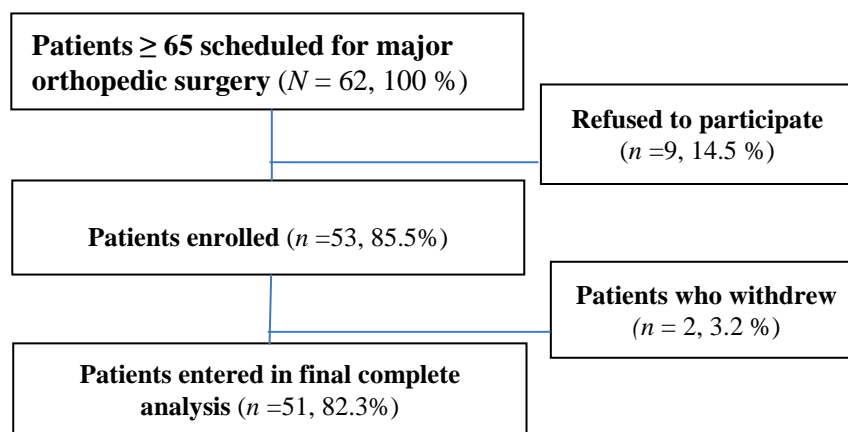 Patients ≥ 65 scheduled for major
orthopedic surgery (N = 62, 100 %)
Refused to participate
(n =9, 14.5 %)
Patients enrolled (n =53, 85.5%)
Patients who withdrew
(n = 2, 3.2 %)
Patients entered in final complete
analysis (n =51, 82.3%)